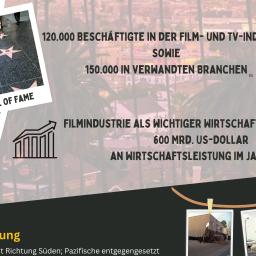 120.000 BESCHÄFTIGTE IN DER FILM- UND TV-IND
SOWIE
150.000 IN VERWANDTEN BRANCHEN
OF FAME
FILMINDUSTRIE ALS WICHTIGER WIRTSCHAF
600 MRD. US-DOLLAR
AN WIRTSCHAFTSLEISTUNG IM JA
ung
t Richtung Süden; Pazifische entgegengesetzt